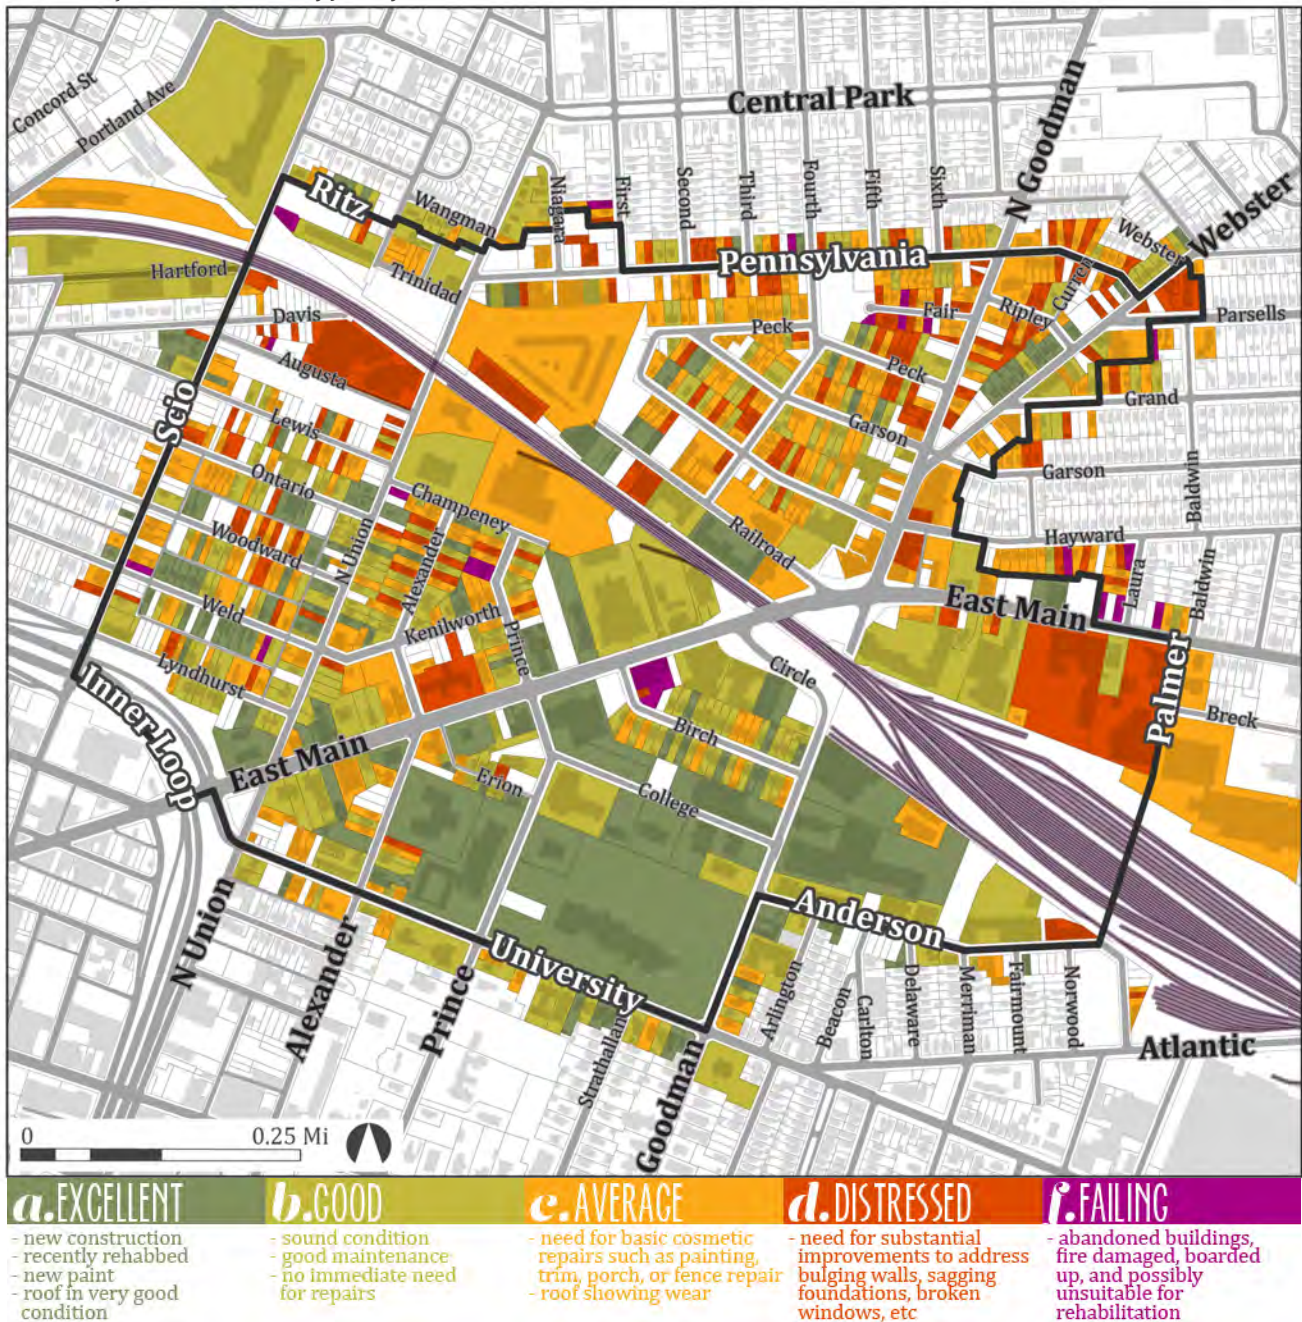 Concord St
Portland Ave
Central Park
N Goodman
Ritz
Wangman
Niagara
First
Second
Third
Fourth
Fifth
Sixth
Webster
Webster
Hartford
Trinidad
Pennsylvania
Curren
Davis
Peck
Fair
Ripley
Parsells
Augusta
Peck
Scio
Lewis
Garson
Grand
Ontario
Champeney
Garson
Baldwin
Woodward
N Union
Alexander
Railroad
Hayward
Laura
Baldwin
Weld
Kenilworth
Prince
East Main
Lyndhurst
Circle
Palmer
Inner Loop
Birch
Breck
East Main
Erion
College
N Union
Alexander
Prince
University
Anderson
Arlington
Beacon
Carlton
Delaware
Merriman
Fairmount
Norwood
Strathallan
Goodman
Atlantic
0 0.25 Mi
a.EXCELLENT
- new construction
- recently rehabbed
- new paint
- roof in very good
condition
b.GOOD
- sound condition
- good maintenance
- no immediate need
for repairs
c.AVERAGE
- need for basic cosmetic
repairs such as painting,
trim, porch, or fence repair
- roof showing wear
d.DISTRESSED
- need for substantial
improvements to address
bulging walls, sagging
foundations, broken
windows, etc
f.FAILING
- abandoned buildings,
fire damaged, boarded
up, and possibly
unsuitable for
rehabilitation